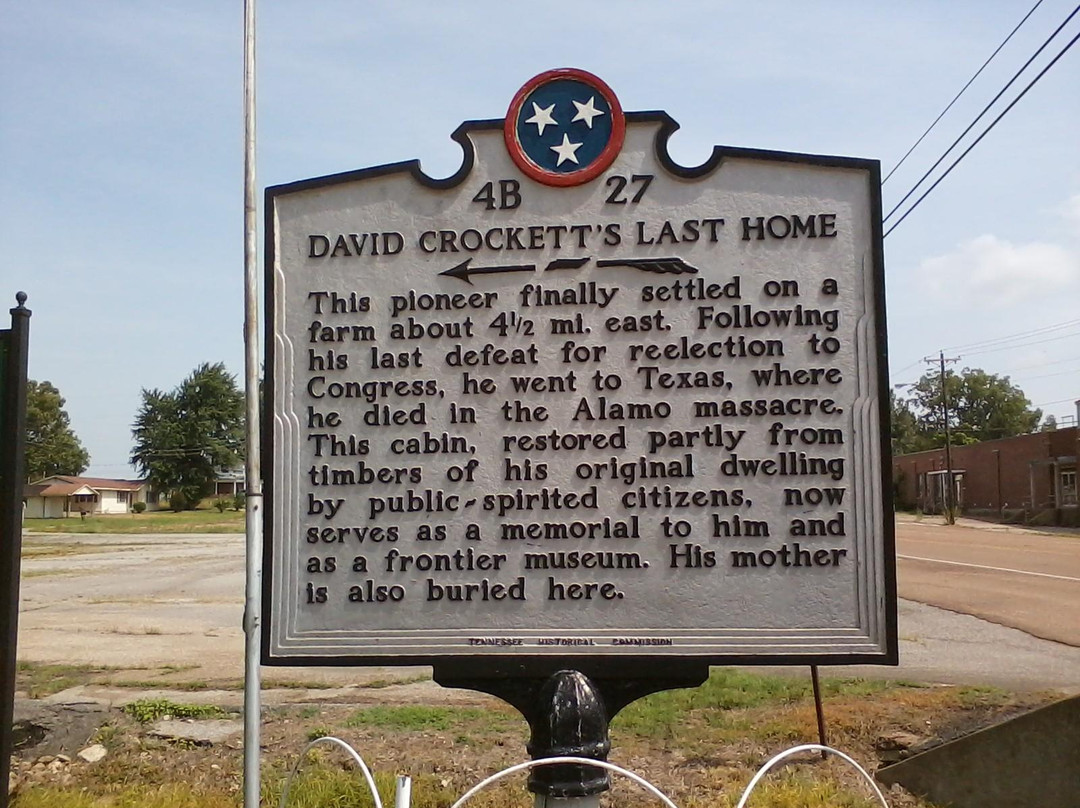 4B 27
DAVID CROCKETT'S LAST HOME
This pioneer finally settled on a
farm about 4½ mi. east. Following
his last defeat for reelection to
Congress, he went to Texas, where
he died in the Alamo massacre.
This cabin, restored partly from
timbers of his original dwelling
by public-spirited citizens, now
serves as a memorial to him and
as a frontier museum. His mother
is also buried here.
TENNESSEE HISTORICAL COMMISSION